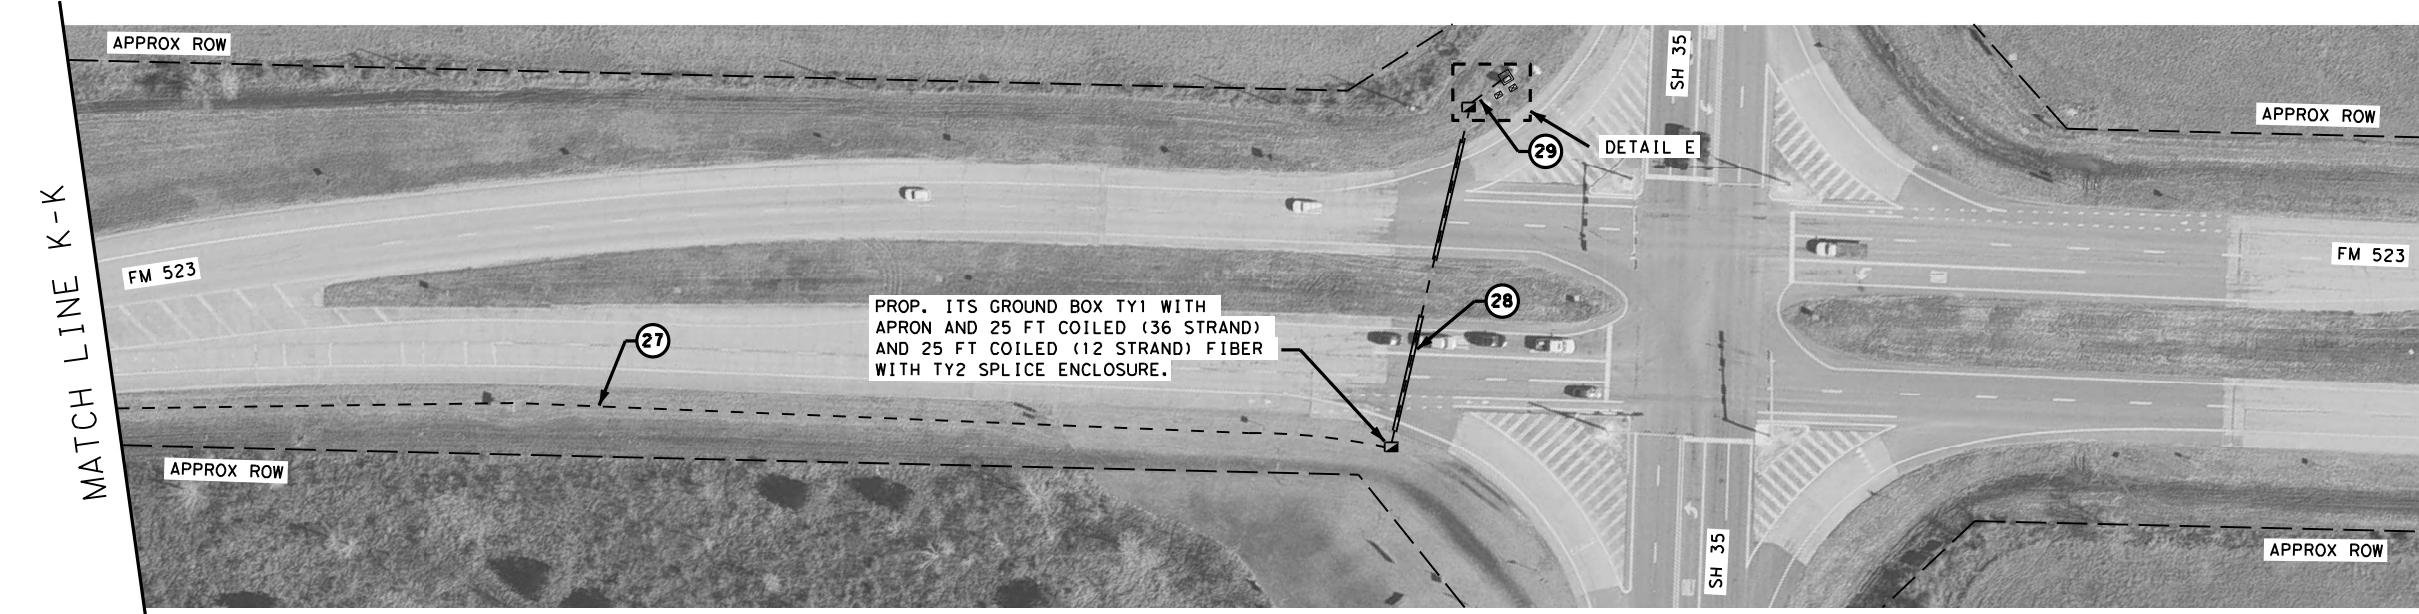 APPROX ROW
SH 35
APPROX ROW
29
DETAIL E
MATCH LINE K-K
FM 523
FM 523
PROP. ITS GROUND BOX TY1 WITH
APRON AND 25 FT COILED (36 STRAND)
AND 25 FT COILED (12 STRAND) FIBER
WITH TY2 SPLICE ENCLOSURE.
28
27
APPROX ROW
SH 35
APPROX ROW